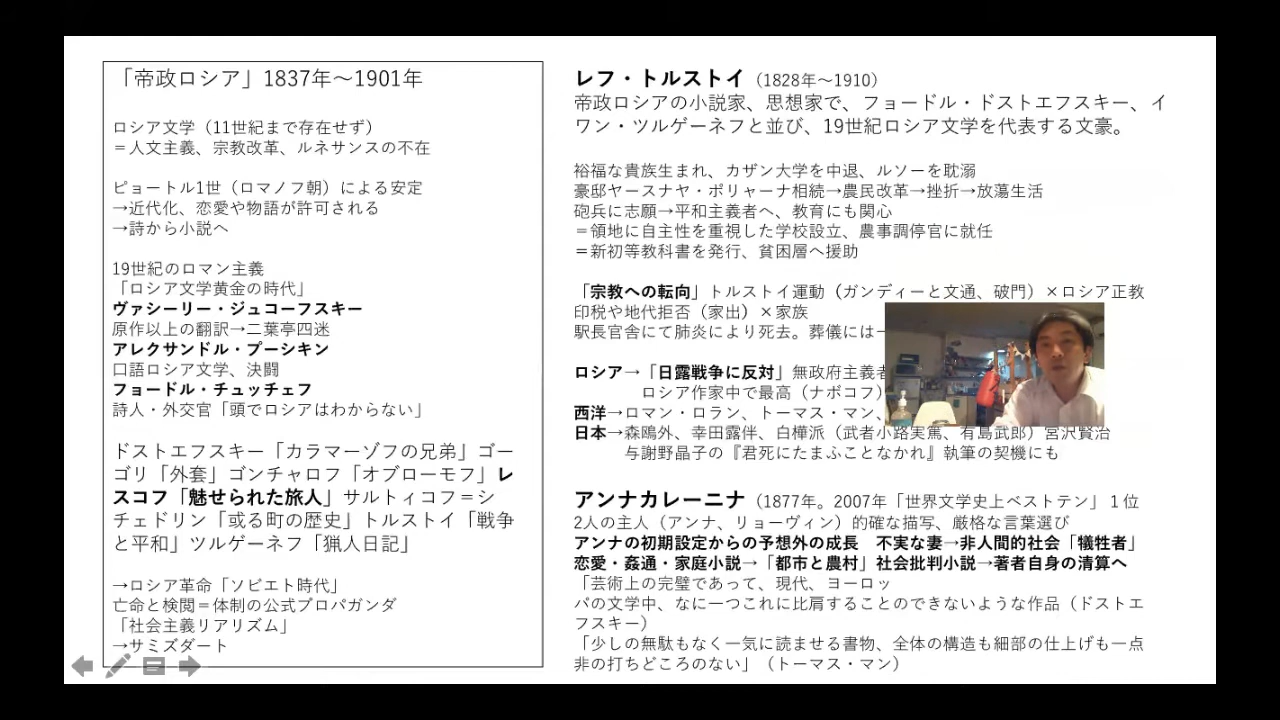 「帝政ロシア」1837年～1901年
ロシア文学（11世紀まで存在せず）
＝人文主義、宗教改革、ルネサンスの不在
ピョートル1世（ロマノフ朝）による安定
→近代化、恋愛や物語が許可される
→詩から小説へ
19世紀のロマン主義
「ロシア文学黄金の時代」
ヴァシーリー・ジュコーフスキー
原作以上の翻訳→二葉亭四迷
アレクサンドル・プーシキン
口語ロシア文学、決闘
フョードル・チュッチェフ
詩人・外交官「頭でロシアはわからない」
ドストエフスキー「カラマーゾフの兄弟」ゴー
ゴリ「外套」ゴンチャロフ「オブローモフ」レ
スコフ「魅せられた旅人」サルティコフ＝シ
チェドリン「或る町の歴史」トルストイ「戦争
と平和」ツルゲーネフ「猟人日記」
→ロシア革命「ソビエト時代」
亡命と検閲＝体制の公式プロパガンダ
「社会主義リアリズム」
→サミズダート
レフ・トルストイ（1828年～1910）
帝政ロシアの小説家、思想家で、フョードル・ドストエフスキー、イ
ワン・ツルゲーネフと並び、19世紀ロシア文学を代表する文豪。
裕福な貴族生まれ、カザン大学を中退、ルソーを耽溺
豪邸ヤースナヤ・ポリャーナ相続→農民改革→挫折→放蕩生活
砲兵に志願→平和主義者へ、教育にも関心
＝領地に自主性を重視した学校設立、農事調停官に就任
＝新初等教科書を発行、貧困層へ援助
「宗教への転向」トルストイ運動（ガンディーと文通、破門）×ロシア正教
印税や地代拒否（家出）×家族
駅長官舎にて肺炎により死去。葬儀には一
ロシア→「日露戦争に反対」無政府主義者
ロシア作家中で最高（ナボコフ）
西洋→ロマン・ロラン、トーマス・マン、
日本→森鴎外、幸田露伴、白樺派（武者小路実篤、有島武郎）宮沢賢治
与謝野晶子の『君死にたまふことなかれ』執筆の契機にも
アンナカレーニナ（1877年。2007年「世界文学史上ベストテン」１位
2人の主人（アンナ、リョーヴィン）的確な描写、厳格な言葉選び
アンナの初期設定からの予想外の成長　不実な妻→非人間的社会「犠牲者」
恋愛・姦通・家庭小説→「都市と農村」社会批判小説→著者自身の清算へ
「芸術上の完璧であって、現代、ヨーロッ
パの文学中、なに一つこれに比肩することのできないような作品（ドストエ
フスキー）
「少しの無駄もなく一気に読ませる書物、全体の構造も細部の仕上げも一点
非の打ちどころのない」（トーマス・マン）